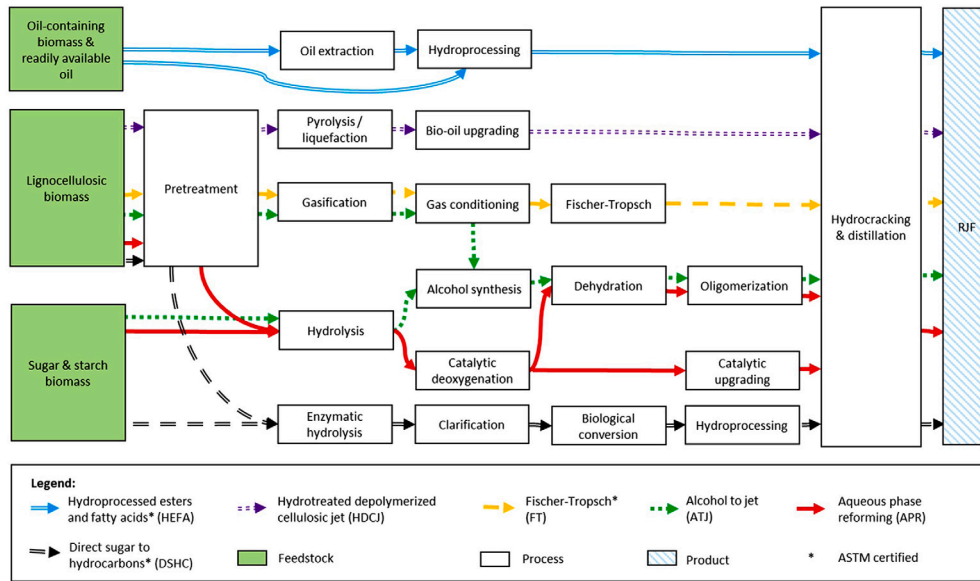 Oil-containing
biomass &
readily available
oil
Oil extraction
Hydroprocessing
Lignocellulosic
biomass
Pretreatment
Pyrolysis /
liquefaction
Bio-oil upgrading
Gasification
Gas conditioning
Fischer-Tropsch
Hydrocracking
& distillation
RJF
Alcohol synthesis
Dehydration
Oligomerization
Sugar & starch
biomass
Hydrolysis
Catalytic
deoxygenation
Catalytic
upgrading
Enzymatic
hydrolysis
Clarification
Biological
conversion
Hydroprocessing
Legend:
Hydroprocessed esters
and fatty acids* (HEFA)
Hydrotreated depolymerized
cellulosic jet (HDCJ)
Fischer-Tropsch*
(FT)
Alcohol to jet
(ATJ)
Aqueous phase
reforming (APR)
Direct sugar to
hydrocarbons* (DSHC)
Feedstock
Process
Product
* ASTM certified